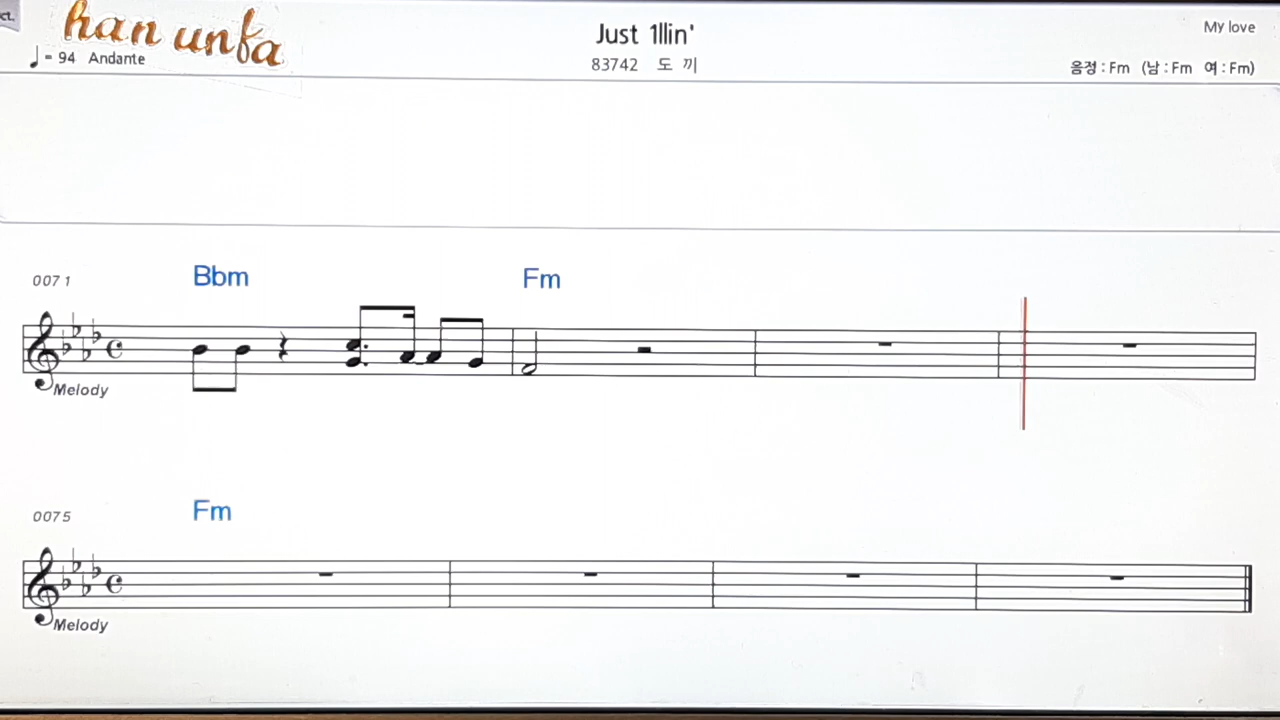 ct.
han unfa
Just 1llin'
My love
♩= 94 Andante
83742 도 끼
음정 : Fm (남 : Fm 여 : Fm)
0071
Bbm
Fm
Melody
0075
Fm
Melody